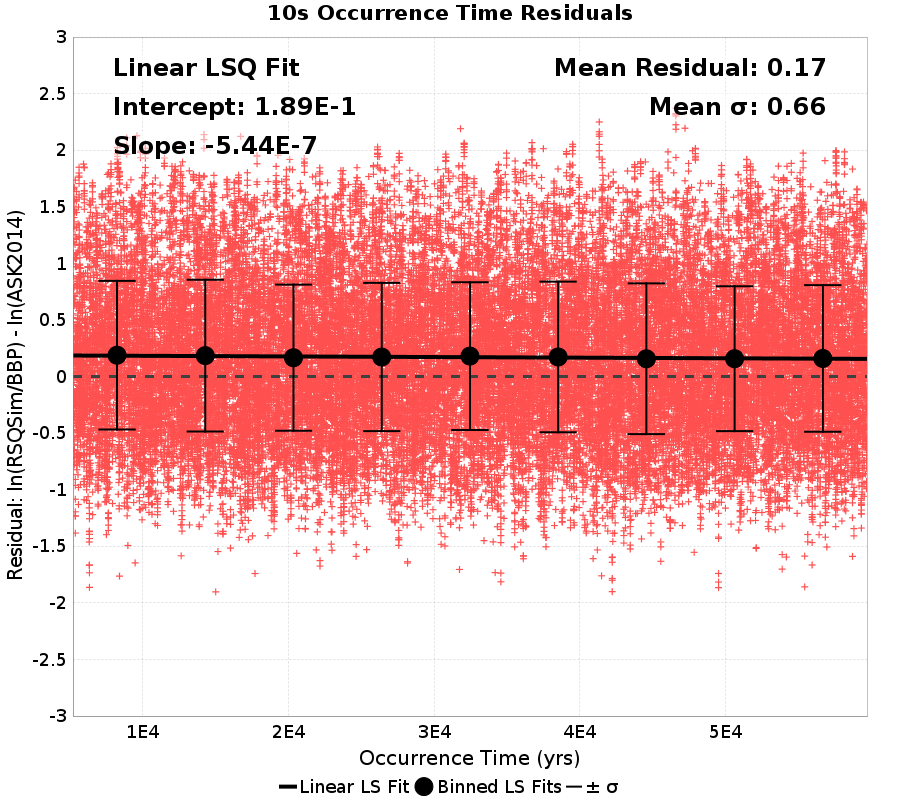 10s Occurrence Time Residuals
Linear LSQ Fit
Intercept: 1.89E-1
Slope: -5.44E-7
Mean Residual: 0.17
Mean σ: 0.66
Residual: ln(RSQSim/BBP) - ln(ASK2014)
3
2.5
2
1.5
1
0.5
0
-0.5
-1
-1.5
-2
-2.5
-3
1E4
2E4
3E4
4E4
5E4
Occurrence Time (yrs)
Linear LS Fit
Binned LS Fits
± σ